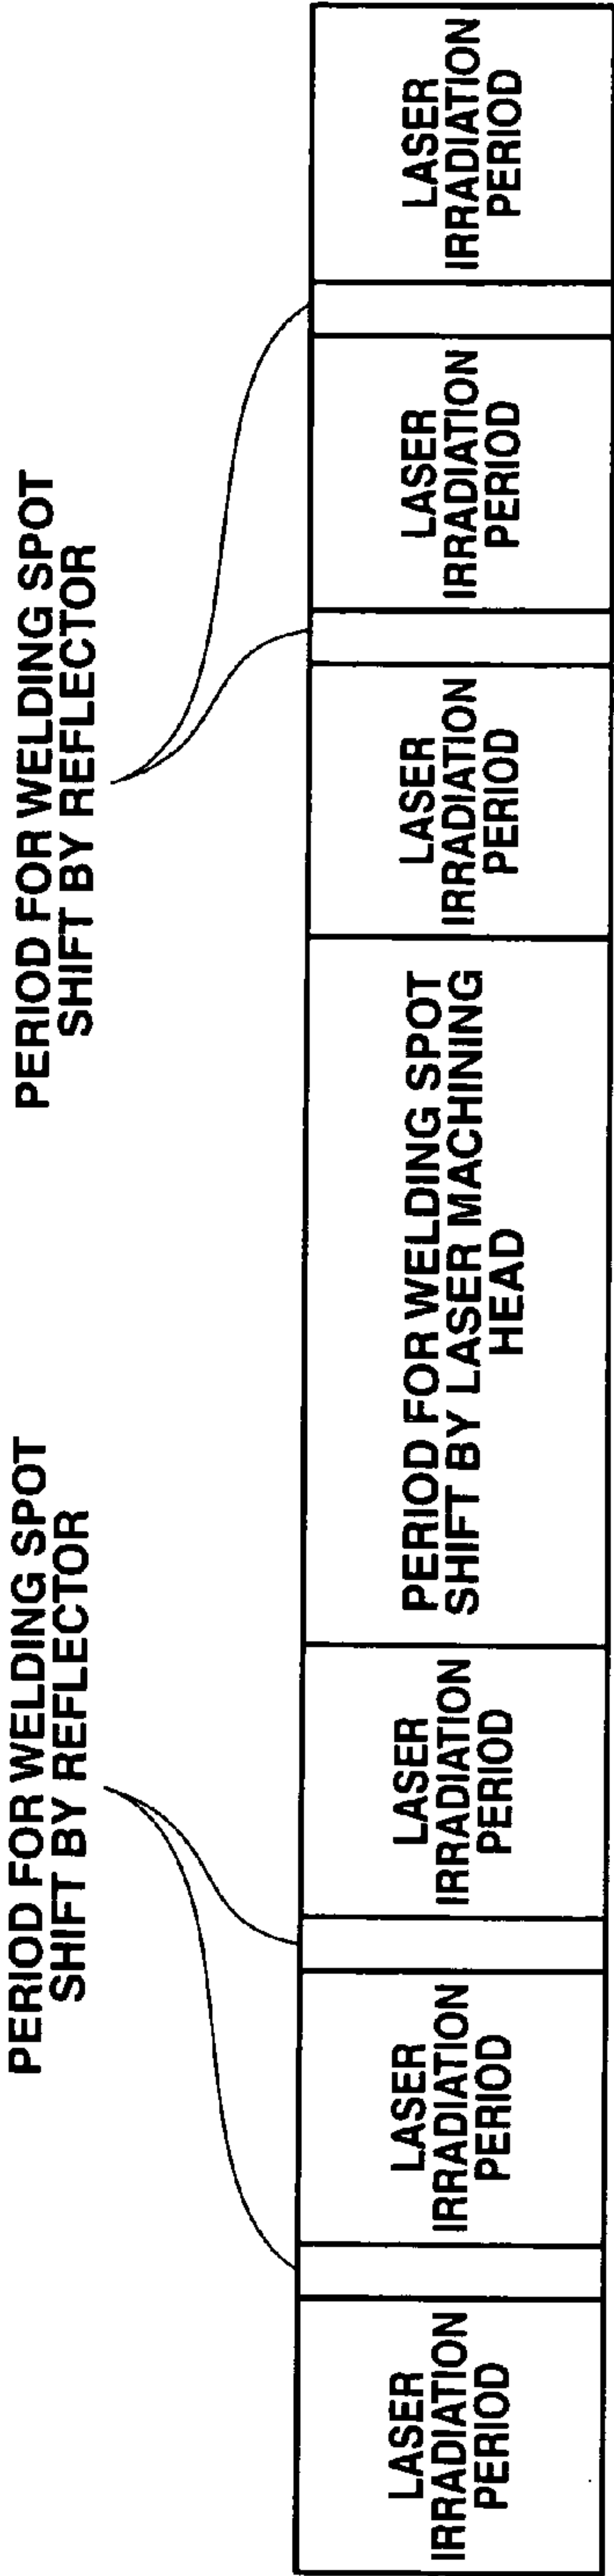 PERIOD FOR WELDING SPOT
SHIFT BY REFLECTOR
PERIOD FOR WELDING SPOT
SHIFT BY REFLECTOR
LASER
IRRADIATION
PERIOD
LASER
IRRADIATION
PERIOD
LASER
IRRADIATION
PERIOD
PERIOD FOR WELDING SPOT
SHIFT BY LASER MACHINING
HEAD
LASER
IRRADIATION
PERIOD
LASER
IRRADIATION
PERIOD
LASER
IRRADIATION
PERIOD